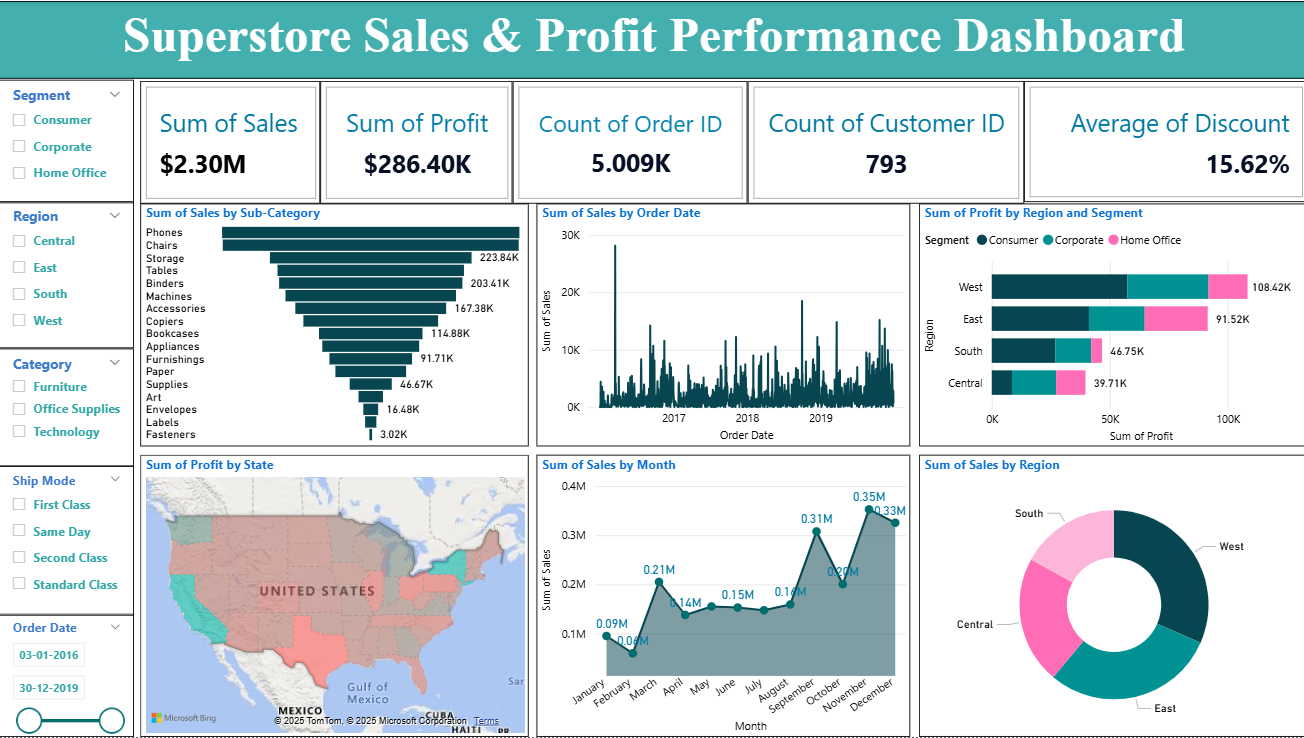 Superstore Sales & Profit Performance Dashboard
Segment
Consumer
Corporate
Home Office
Region
Central
East
South
West
Category
Furniture
Office Supplies
Technology
Ship Mode
First Class
Same Day
Second Class
Standard Class
Order Date
03-01-2016
30-12-2019
Sum of Sales
$2.30M
Sum of Profit
$286.40K
Count of Order ID
5.009K
Count of Customer ID
793
Average of Discount
15.62%
Sum of Sales by Sub-Category
Phones
Chairs
Storage 223.84K
Tables
Binders 203.41K
Machines
Accessories 167.38K
Copiers
Bookcases 114.88K
Appliances
Furnishings 91.71K
Paper
Supplies 46.67K
Art
Envelopes 16.48K
Labels
Fasteners 3.02K
Sum of Sales by Order Date
Sum of Sales
30K
20K
10K
0K
2017 2018 2019
Order Date
Sum of Profit by Region and Segment
Segment Consumer Corporate Home Office
Region
West 108.42K
East 91.52K
South 46.75K
Central 39.71K
0K 50K 100K
Sum of Profit
Sum of Profit by State
UNITED STATES
Gulf of
Mexico
MEXICO
CUBA
HAITI PR
Sar
Microsoft Bing
© 2025 TomTom, © 2025 Microsoft Corporation Terms
Sum of Sales by Month
Sum of Sales
0.4M
0.3M
0.2M
0.1M
0.09M
0.06M
0.21M
0.14M
0.15M
0.16M
0.31M
0.20M
0.35M
0.33M
January
February
March
April
May
June
July
August
September
October
November
December
Month
Sum of Sales by Region
South
West
Central
East